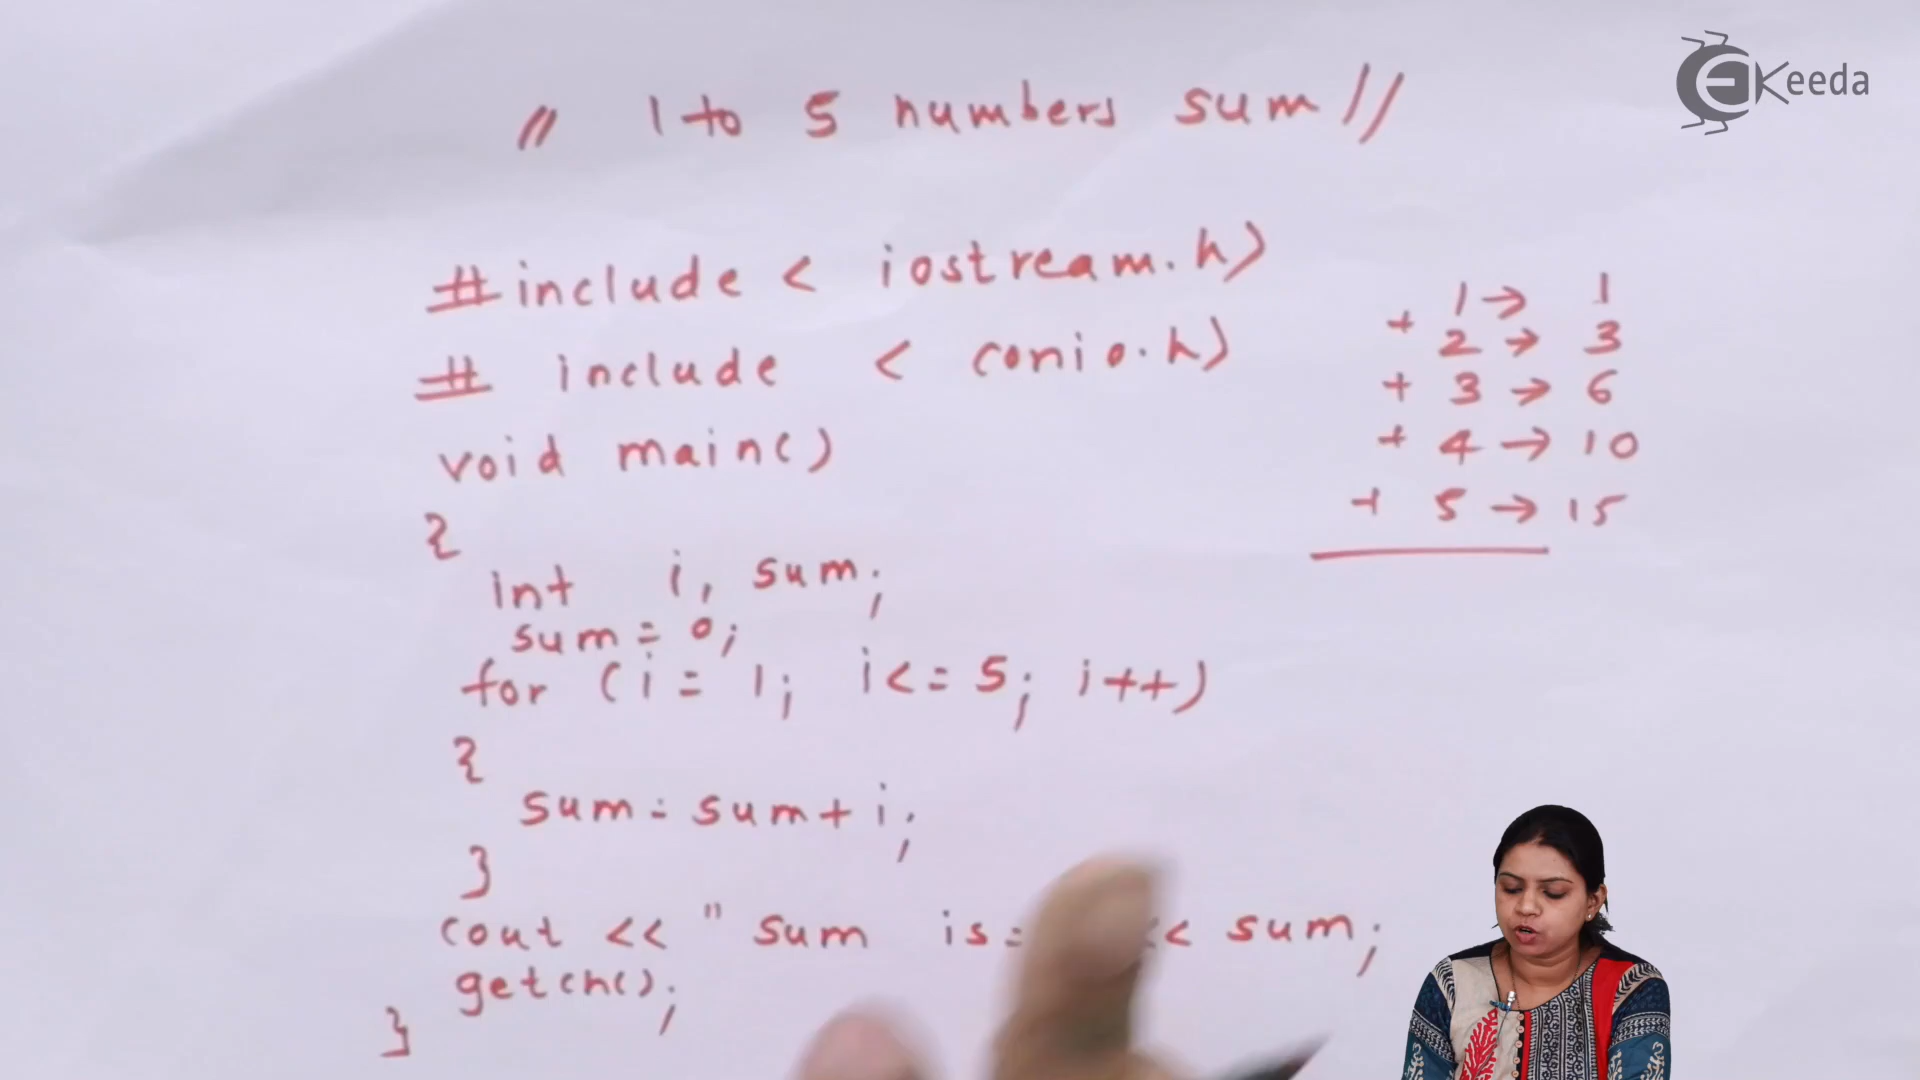 // 1 to 5 numbers sum //
#include < iostream.h>
# include < conio.h>
void main()
{
int i, sum;
sum = 0;
for (i = 1; i<= 5; i++)
{
sum = sum + i;
}
cout << " sum is= << sum;
getch();
}
1 → 1
+ 2 → 3
+ 3 → 6
+ 4 → 10
+ 5 → 15
EKeeda